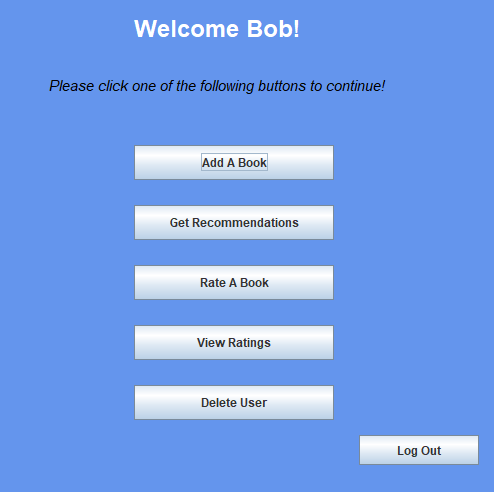 Welcome Bob!
Please click one of the following buttons to continue!
Add A Book
Get Recommendations
Rate A Book
View Ratings
Delete User
Log Out